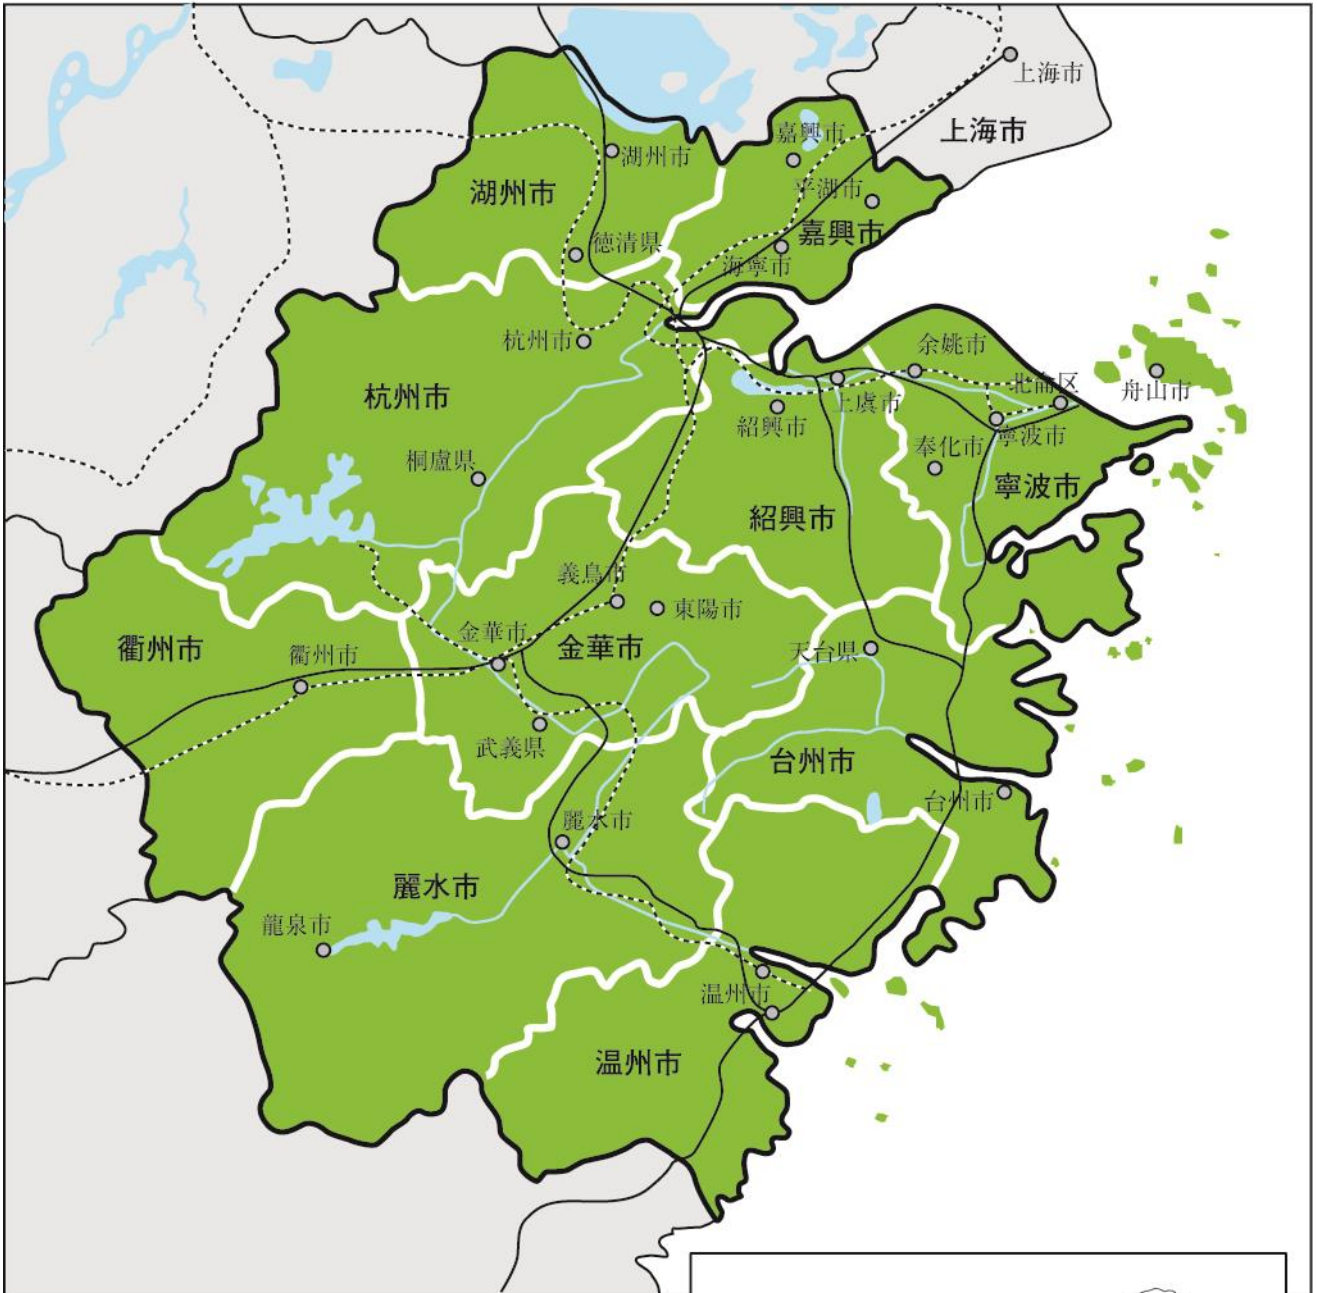 上海市
上海市
嘉興市
湖州市
湖州市
平湖市
嘉興市
徳清県
海寧市
杭州市
余姚市
北侖区
舟山市
杭州市
上虞市
紹興市
奉化市
寧波市
桐盧県
寧波市
紹興市
義烏市
東陽市
金華市
衢州市
衢州市
金華市
天台県
武義県
台州市
台州市
麗水市
麗水市
龍泉市
温州市
温州市